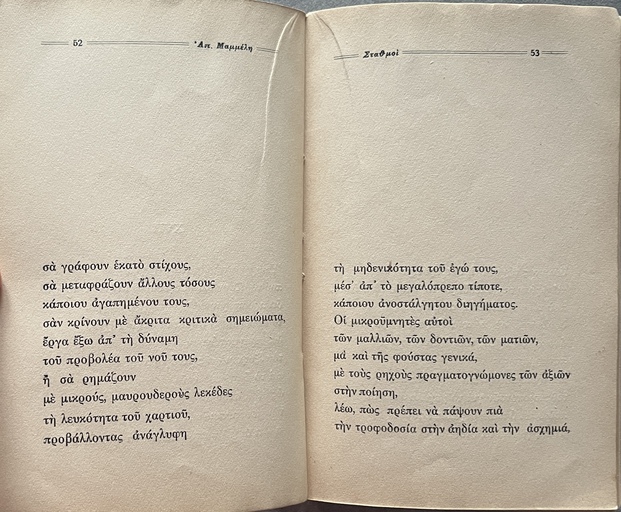 52
Ἀπ. Μαμμέλη
σὰ γράφουν ἑκατὸ στίχους,
σὰ μεταφράζουν ἄλλους τόσους
κάποιου ἀγαπημένου τους,
σὰν κρίνουν μὲ ἄκριτα κριτικὰ σημειώματα,
ἔργα ἔξω ἀπ' τὴ δύναμη
τοῦ προβολέα τοῦ νοῦ τους,
ἢ σὰ ρημάζουν
μὲ μικρούς, μαυρουδεροὺς λεκέδες
τὴ λευκότητα τοῦ χαρτιοῦ,
προβάλλοντας ἀνάγλυφη
Σταθμοὶ
53
τὴ μηδενικότητα τοῦ ἐγώ τους,
μέσ' ἀπ' τὸ μεγαλόπρεπο τίποτε,
κάποιου ἀνοστάλγητου διηγήματος.
Οἱ μικροϋμνητὲς αὐτοὶ
τῶν μαλλιῶν, τῶν δοντιῶν, τῶν ματιῶν,
μὰ καὶ τῆς φούστας γενικά,
μὲ τοὺς ρηχοὺς πραγματογνώμονες τῶν ἀξιῶν
στὴν ποίηση,
λέω, πὼς πρέπει νὰ πάψουν πιὰ
τὴν τροφοδοσία στὴν ἀηδία καὶ τὴν ἀσχημιά,